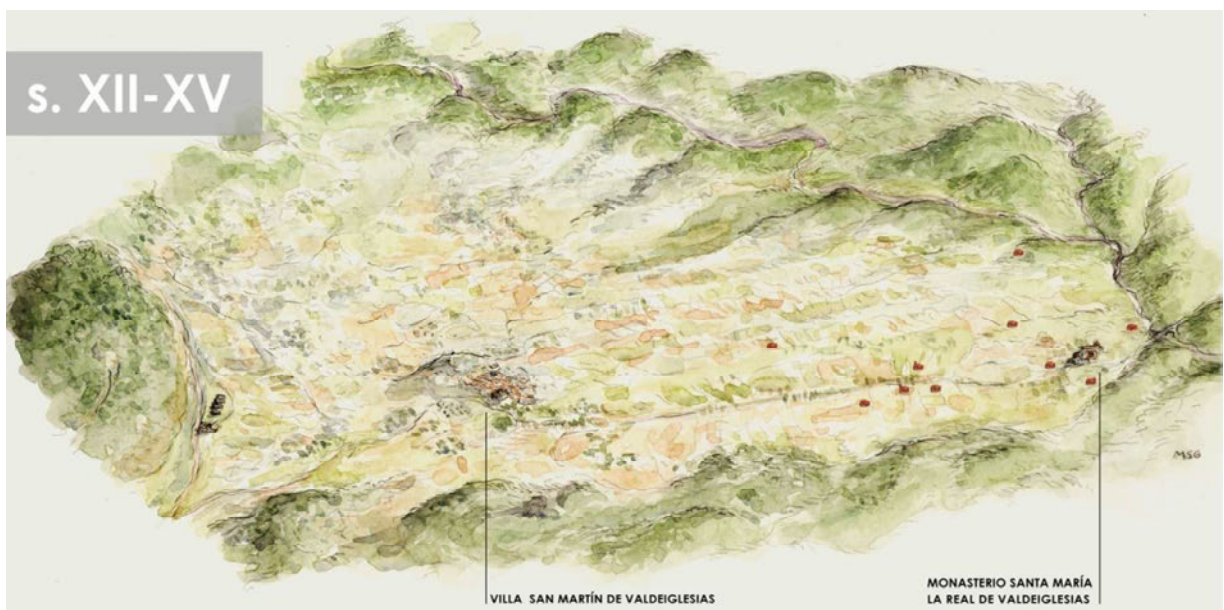 s. XII-XV
MSG
VILLA SAN MARTÍN DE VALDEIGLESIAS
MONASTERIO SANTA MARÍA
LA REAL DE VALDEIGLESIAS